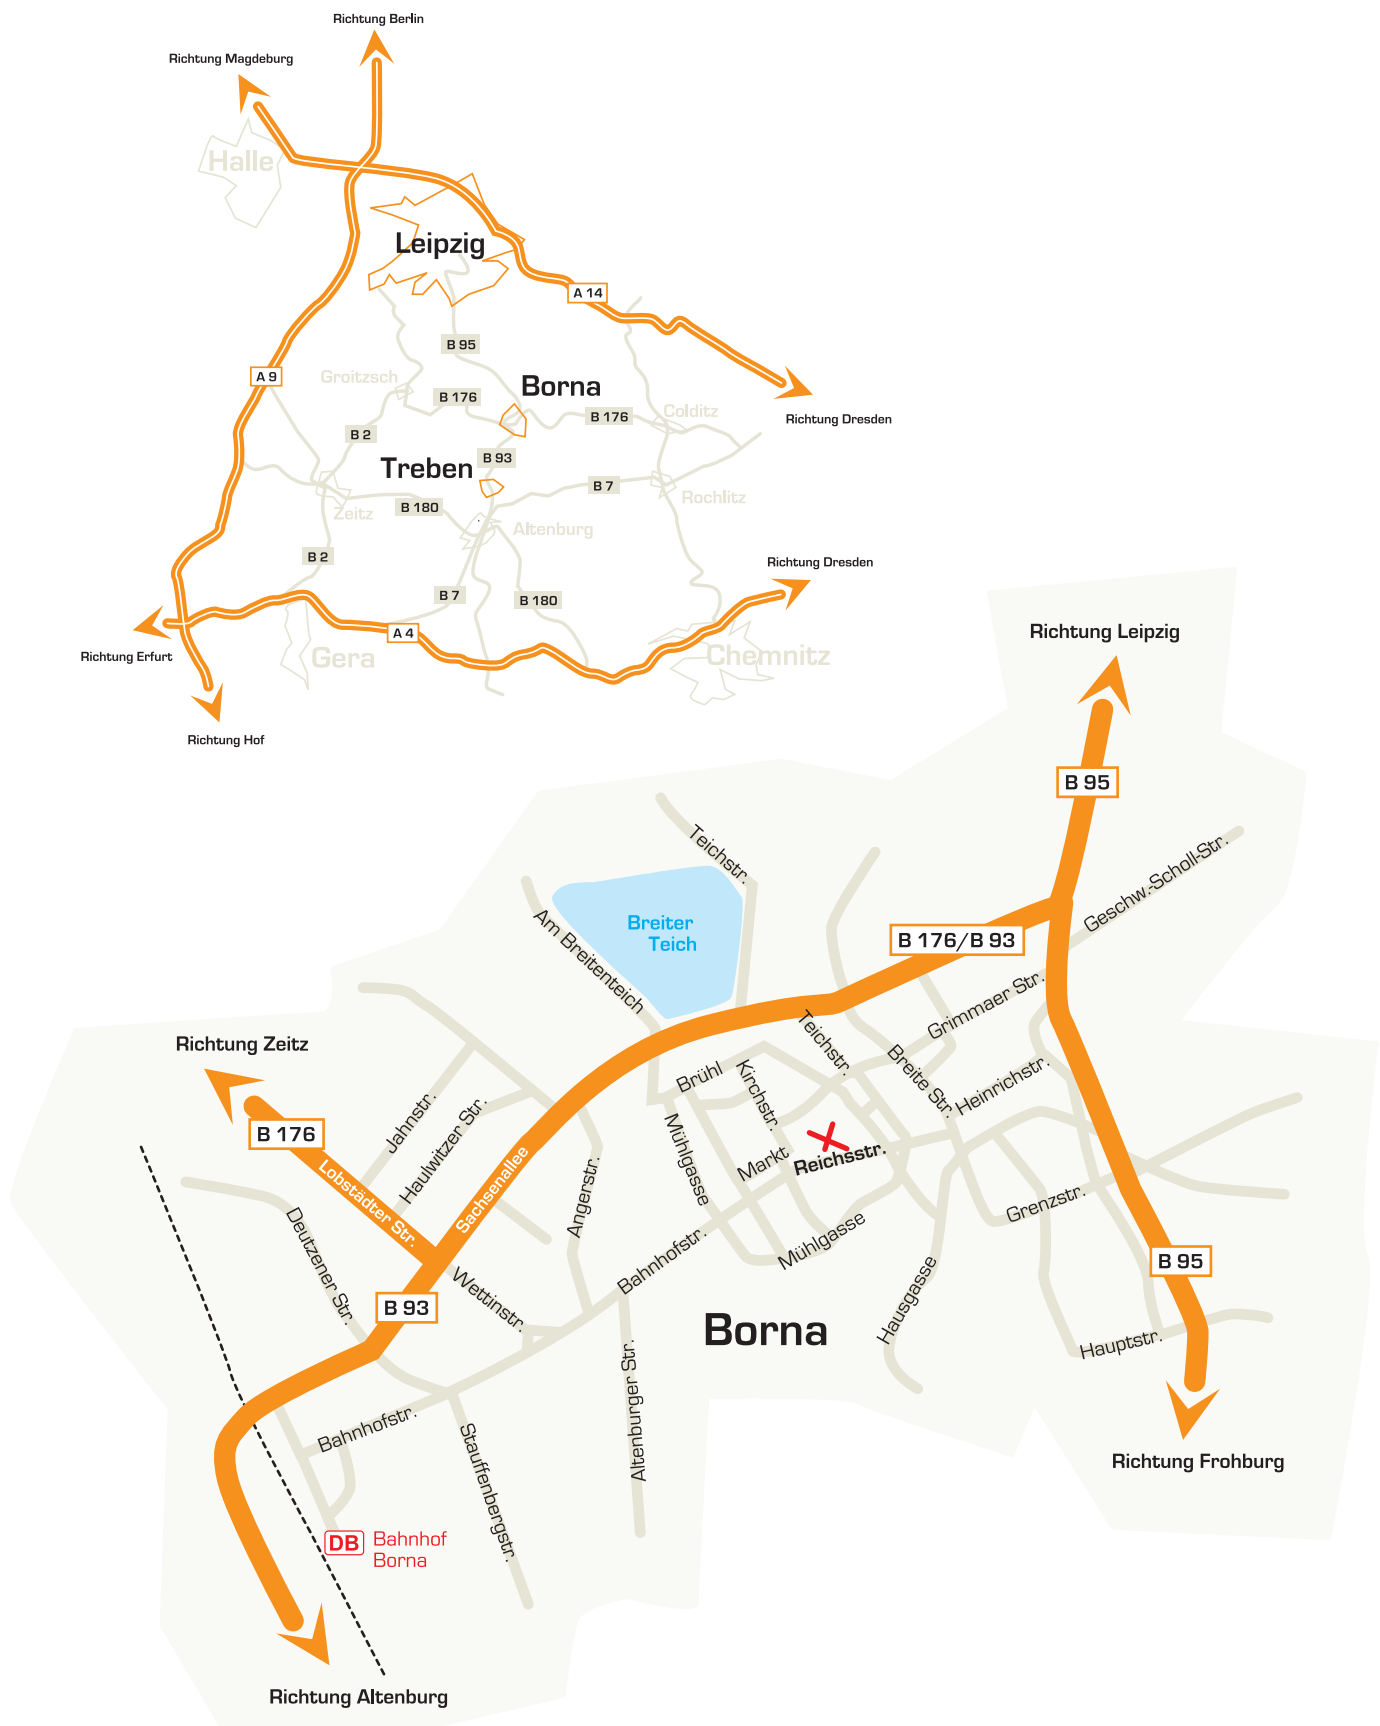 Richtung Berlin
Richtung Magdeburg
Halle
Leipzig
A 14
B 95
A 9
Groitzsch
Borna
B 176
B 176
Colditz
Richtung Dresden
B 2
Treben
B 93
B 7
Rochlitz
Zeitz
B 180
Altenburg
B 2
Richtung Dresden
B 7
B 180
A 4
Richtung Erfurt
Gera
Chemnitz
Richtung Hof
Richtung Leipzig
B 95
Teichstr.
Geschw.-Scholl-Str.
Breiter
Teich
Am Breitenteich
B 176/B 93
Grimmaer Str.
Richtung Zeitz
Teichstr.
Brühl
Kirchstr.
Breite Str.
Heinrichstr.
Jahnstr.
Haulwitzer Str.
B 176
Lobstädter Str.
Sachsenallee
Mühlgasse
Markt
Reichsstr.
Angerstr.
Grenzstr.
Mühlgasse
Deutzener Str.
Bahnhofstr.
B 95
Wettinstr.
B 93
Hausgasse
Borna
Hauptstr.
Altenburger Str.
Bahnhofstr.
Stauffenbergstr.
Richtung Frohburg
DB
Bahnhof
Borna
Richtung Altenburg